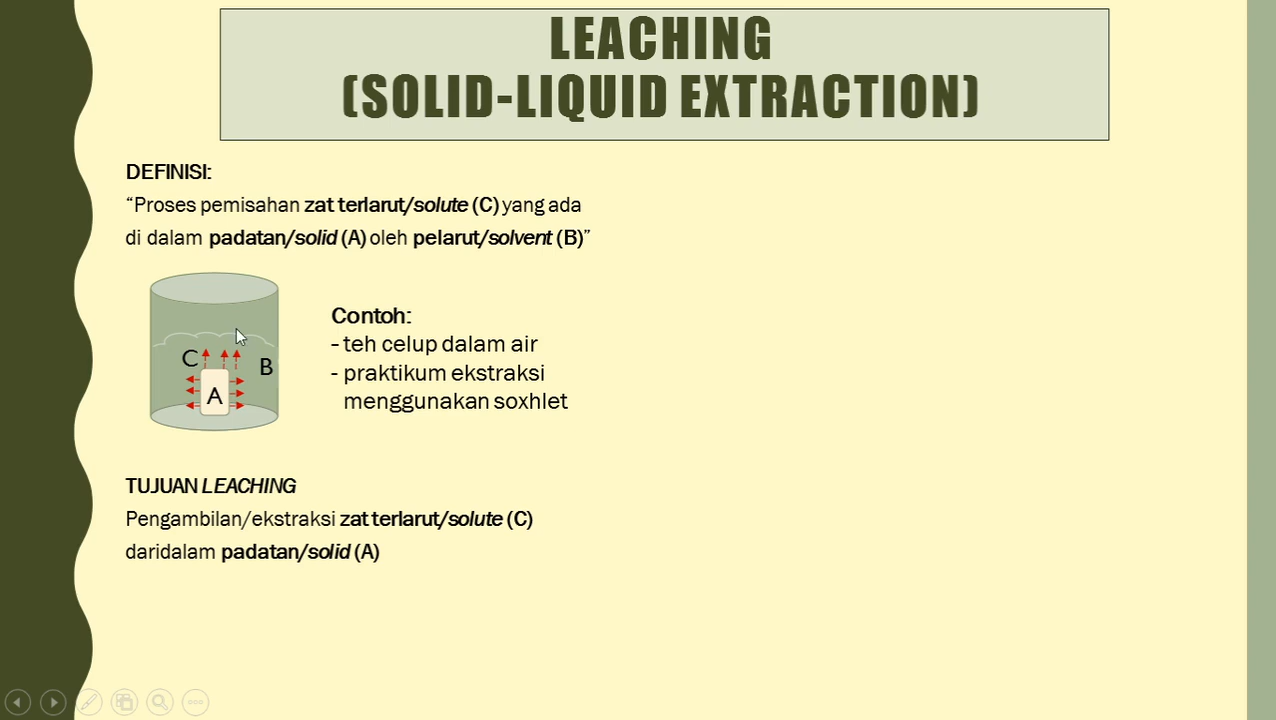 LEACHING
(SOLID-LIQUID EXTRACTION)
DEFINISI:
“Proses pemisahan zat terlarut/solute (C) yang ada
di dalam padatan/solid (A) oleh pelarut/solvent (B)”
Contoh:
- teh celup dalam air
- praktikum ekstraksi
menggunakan soxhlet
C
B
A
TUJUAN LEACHING
Pengambilan/ekstraksi zat terlarut/solute (C)
daridalam padatan/solid (A)